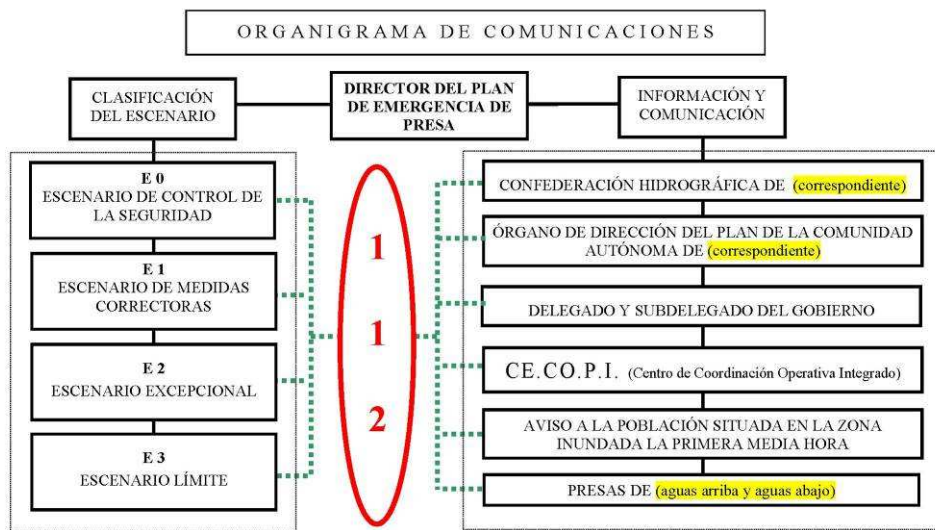 ORGANIGRAMA DE COMUNICACIONES
CLASIFICACIÓN
DEL ESCENARIO
DIRECTOR DEL PLAN
DE EMERGENCIA DE
PRESA
INFORMACIÓN Y
COMUNICACIÓN
E 0
ESCENARIO DE CONTROL DE
LA SEGURIDAD
E 1
ESCENARIO DE MEDIDAS
CORRECTORAS
E 2
ESCENARIO EXCEPCIONAL
E 3
ESCENARIO LÍMITE
1
1
2
CONFEDERACIÓN HIDROGRÁFICA DE (correspondiente)
ÓRGANO DE DIRECCIÓN DEL PLAN DE LA COMUNIDAD
AUTÓNOMA DE (correspondiente)
DELEGADO Y SUBDELEGADO DEL GOBIERNO
CE.CO.P.I. (Centro de Coordinación Operativa Integrado)
AVISO A LA POBLACIÓN SITUADA EN LA ZONA
INUNDADA LA PRIMERA MEDIA HORA
PRESAS DE (aguas arriba y aguas abajo)